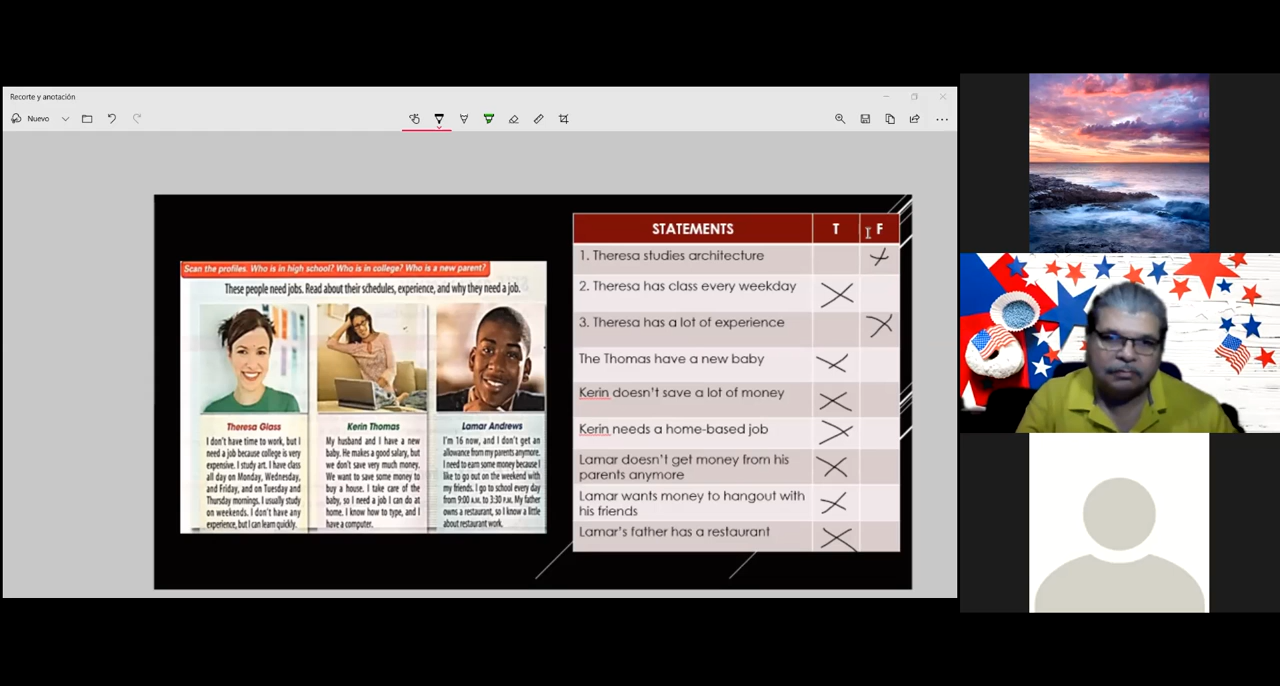 Recorte y anotación
Nuevo
Scan the profiles. Who is in high school? Who is in college? Who is a new parent?
These people need jobs. Read about their schedules, experience, and why they need a job.
Theresa Glass
I don't have time to work, but I
need a job because college is very
expensive. I study art. I have class
all day on Monday, Wednesday,
and Friday, and on Tuesday and
Thursday mornings. I usually study
on weekends. I don't have any
experience, but I can learn quickly.
Kerin Thomas
My husband and I have a new
baby. He makes a good salary, but
we don't save very much money.
We want to save some money to
buy a house. I take care of the
baby, so I need a job I can do at
home. I know how to type, and I
have a computer.
Lamar Andrews
I'm 16 now, and I don't get an
allowance from my parents anymore.
I need to earn some money because I
like to go out on the weekend with
my friends. I go to school every day
from 9:00 A.M. to 3:30 P.M. My father
owns a restaurant, so I know a little
about restaurant work.
STATEMENTS T F
1. Theresa studies architecture
2. Theresa has class every weekday
3. Theresa has a lot of experience
The Thomas have a new baby
Kerin doesn't save a lot of money
Kerin needs a home-based job
Lamar doesn't get money from his
parents anymore
Lamar wants money to hangout with
his friends
Lamar's father has a restaurant